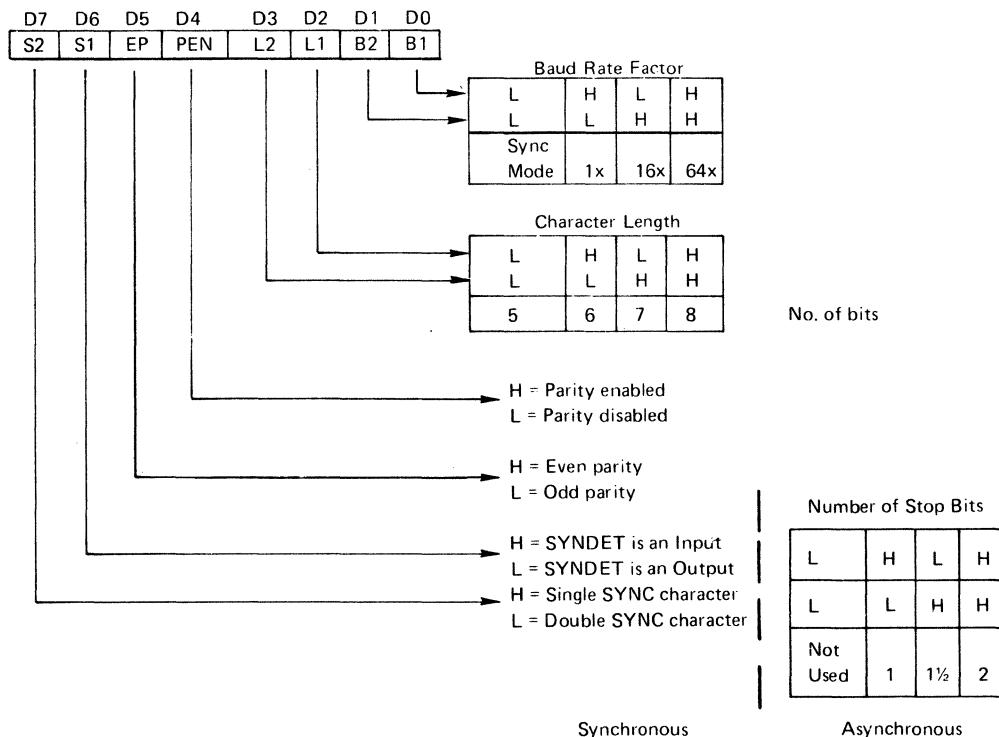 D7 D6 D5 D4 D3 D2 D1 D0
S2 S1 EP PEN L2 L1 B2 B1
Baud Rate Factor
L H L H
L L H H
Sync
Mode 1x 16x 64x
Character Length
L H L H
L L H H
5 6 7 8 No. of bits
H = Parity enabled
L = Parity disabled
H = Even parity
L = Odd parity
Number of Stop Bits
H = SYNDET is an Input
L = SYNDET is an Output
H = Single SYNC character
L = Double SYNC character
L H L H
L L H H
Not
Used 1 1½ 2
Synchronous Asynchronous